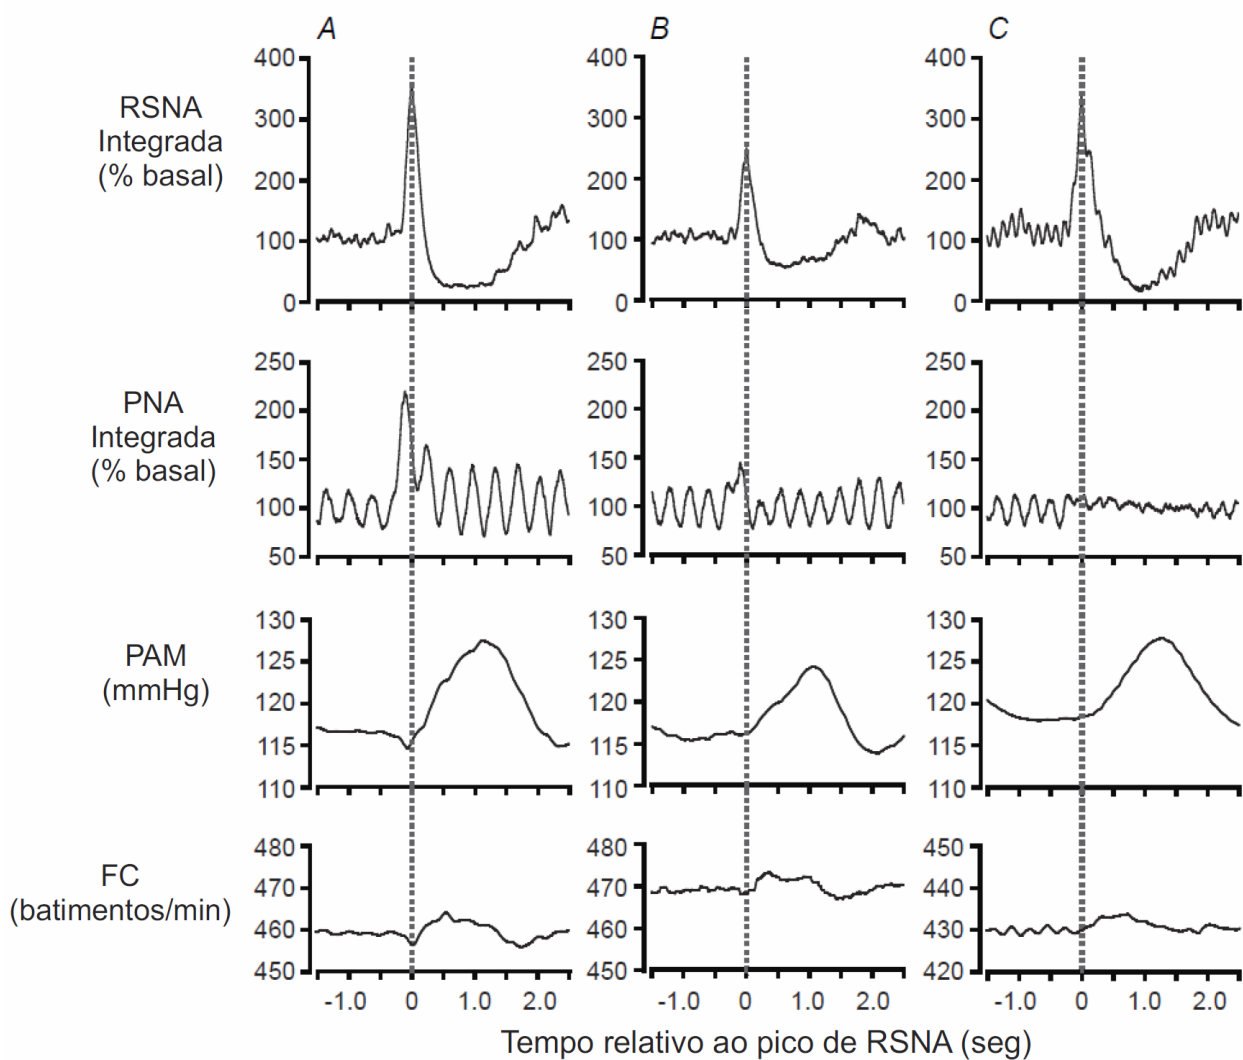 A B C
RSNA
Integrada
(% basal)
400 300 200 100 0
400 300 200 100 0
400 300 200 100 0
PNA
Integrada
(% basal)
250 200 150 100 50
250 200 150 100 50
250 200 150 100 50
PAM
(mmHg)
130 125 120 115 110
130 125 120 115 110
130 125 120 115 110
FC
(batimentos/min)
480 470 460 450
480 470 460 450
450 440 430 420
-1.0 0 1.0 2.0 -1.0 0 1.0 2.0 -1.0 0 1.0 2.0
Tempo relativo ao pico de RSNA (seg)